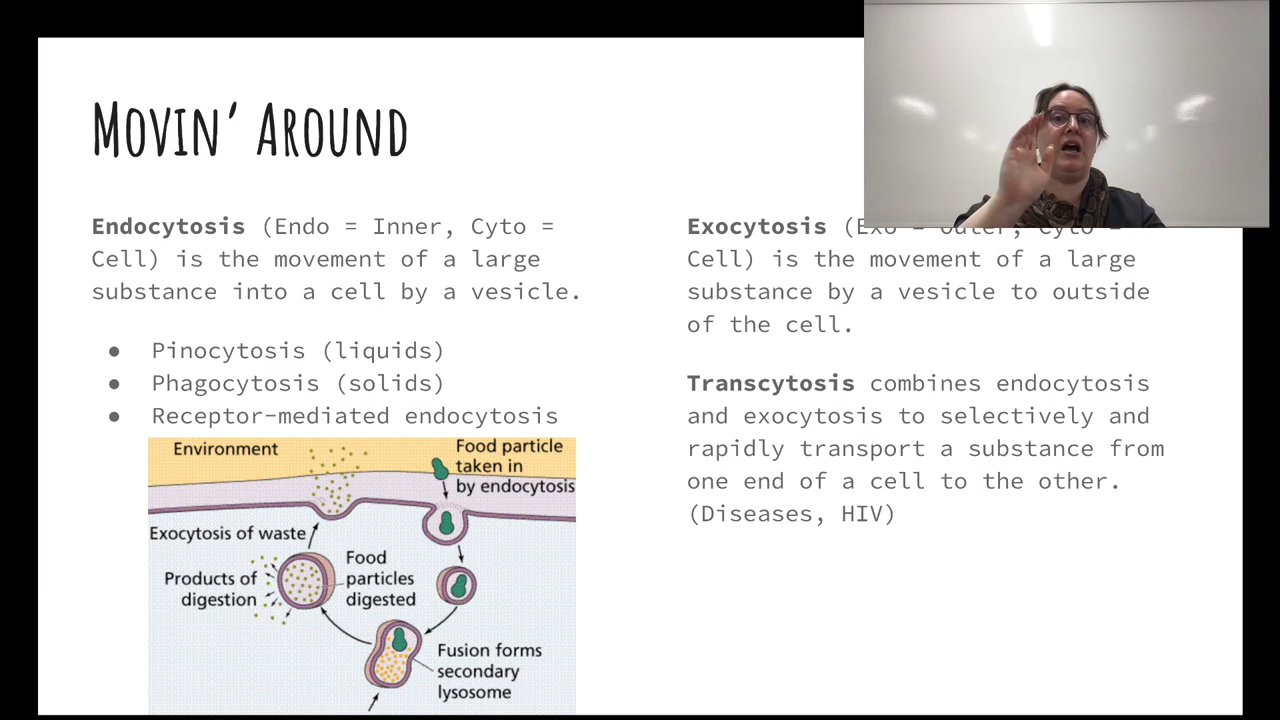 Movin' Around
Endocytosis (Endo = Inner, Cyto =
Cell) is the movement of a large
substance into a cell by a vesicle.
● Pinocytosis (liquids)
● Phagocytosis (solids)
● Receptor-mediated endocytosis
Environment
Food particle
taken in
by endocytosis
Exocytosis of waste
Food
particles
digested
Products of
digestion
Fusion forms
secondary
lysosome
Exocytosis (Exo = Outer, Cyto =
Cell) is the movement of a large
substance by a vesicle to outside
of the cell.
Transcytosis combines endocytosis
and exocytosis to selectively and
rapidly transport a substance from
one end of a cell to the other.
(Diseases, HIV)